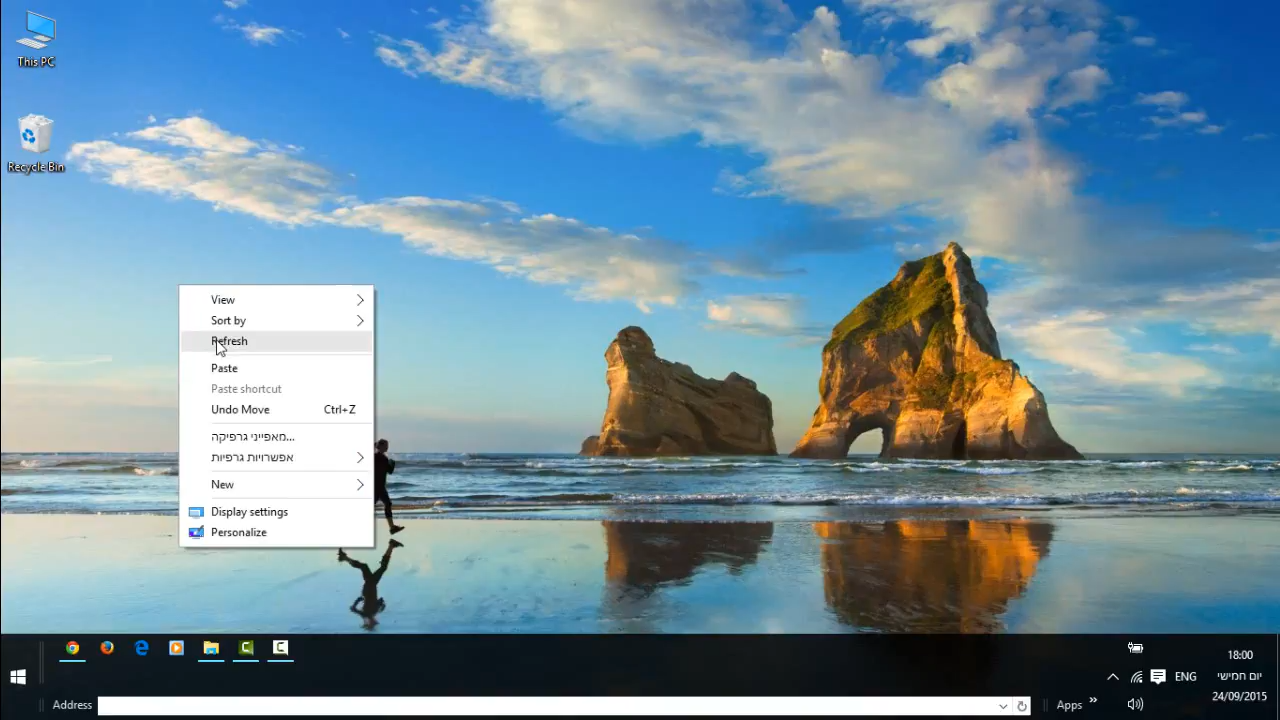 This PC
Recycle Bin
View
Sort by
Refresh
Paste
Paste shortcut
Undo Move Ctrl+Z
מאפייני גרפיקה...
אפשרויות גרפיות
New
Display settings
Personalize
18:00
ENG יום חמישי
24/09/2015
Address Apps